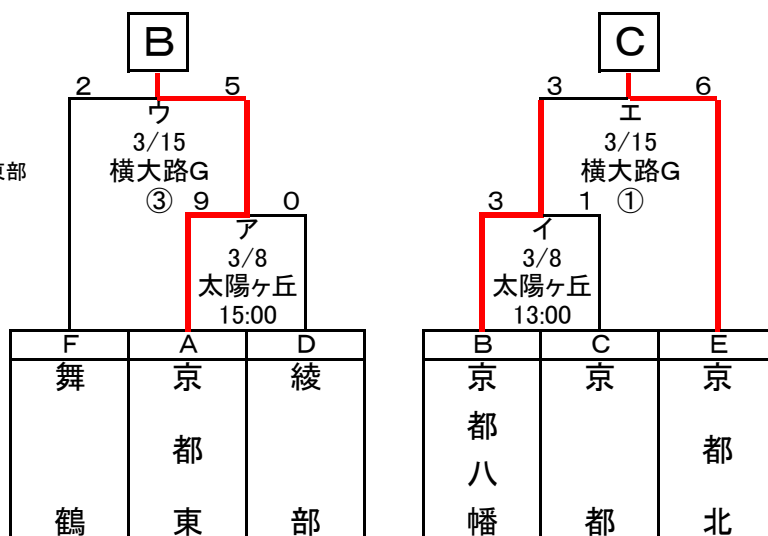 B
C
2 5
3 6
ウ
3/15
横大路G
③
エ
3/15
横大路G
①
9 0
3 1
ア
3/8
太陽ヶ丘
15:00
イ
3/8
太陽ヶ丘
13:00
F A D
B C E
舞鶴
京都東
綾部
京都八幡
京都
京都北
部